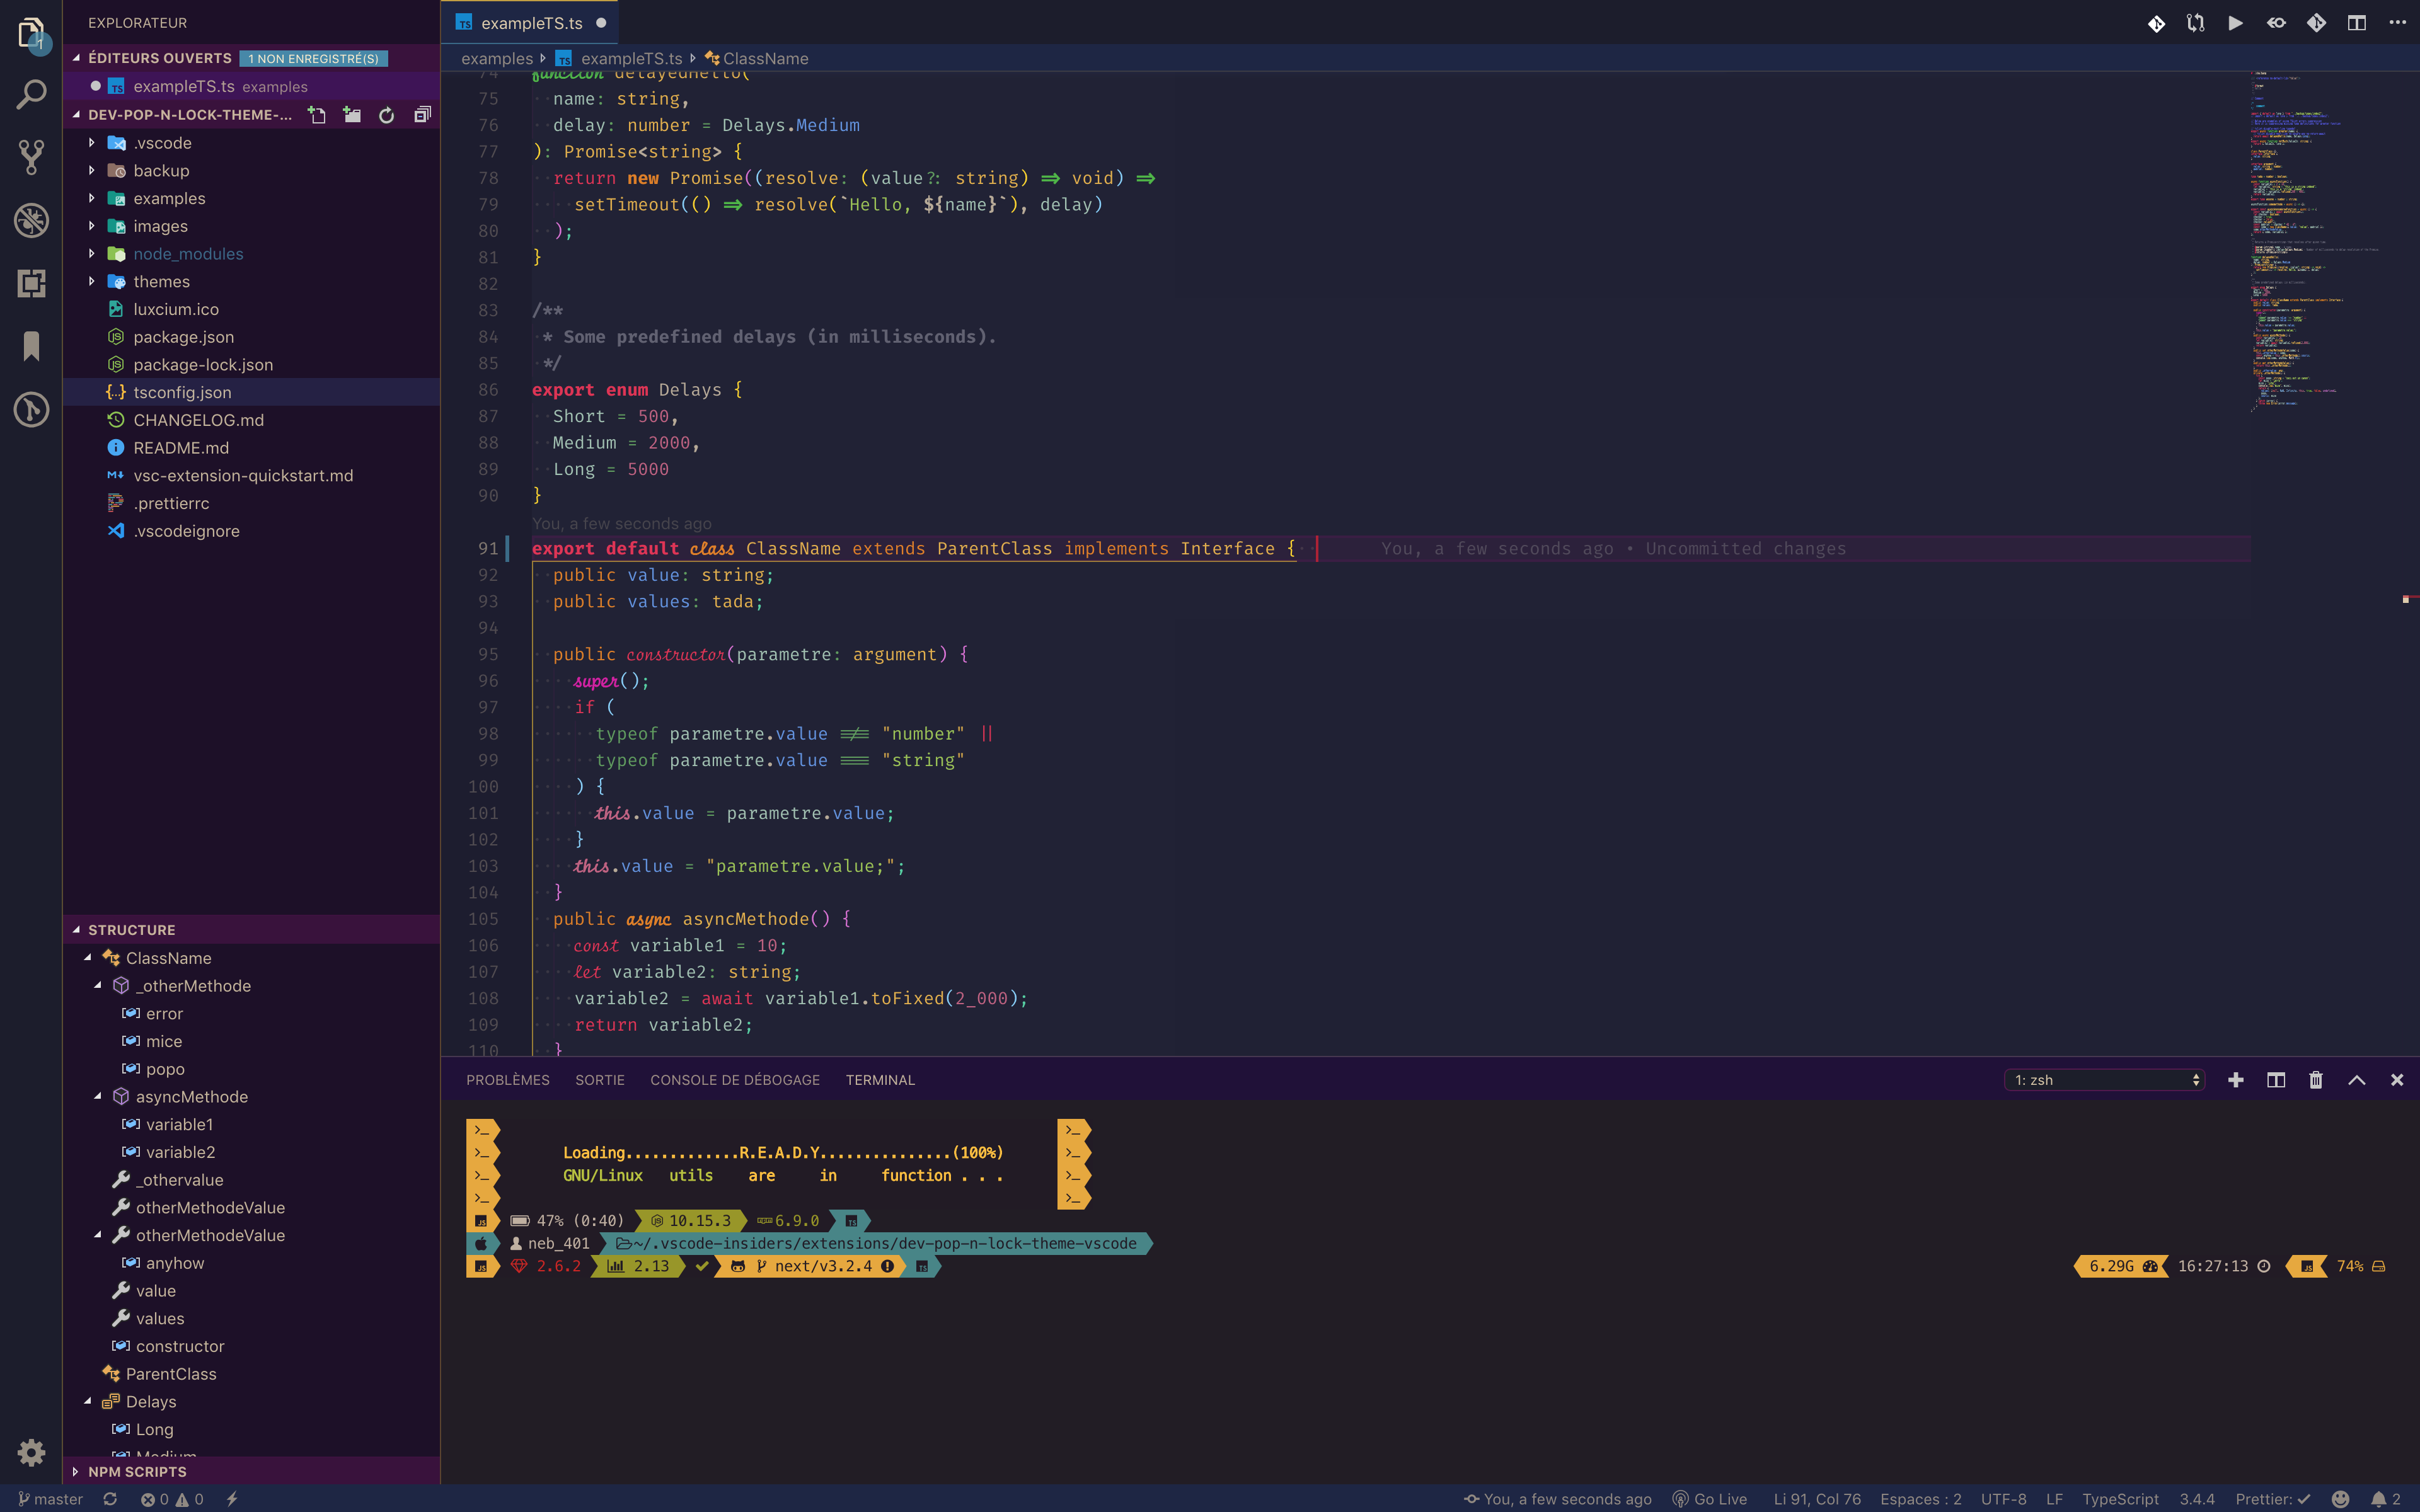 EXPLORATEUR
ÉDITEURS OUVERTS 1 NON ENREGISTRÉ(S)
exampleTS.ts examples
DEV-POP-N-LOCK-THEME-...
.vscode
backup
examples
images
node_modules
themes
luxcium.ico
package.json
package-lock.json
tsconfig.json
CHANGELOG.md
README.md
vsc-extension-quickstart.md
.prettierrc
.vscodeignore
STRUCTURE
ClassName
_otherMethode
error
mice
popo
asyncMethode
variable1
variable2
_othervalue
otherMethodeValue
otherMethodeValue
anyhow
value
values
constructor
ParentClass
Delays
Long
Medium
NPM SCRIPTS
exampleTS.ts
examples exampleTS.ts ClassName
74 function delayedHello(
75 name: string,
76 delay: number = Delays.Medium
77 ): Promise<string> {
78 return new Promise((resolve: (value?: string) => void) =>
79 setTimeout(() => resolve(`Hello, ${name}`), delay)
80 );
81 }
82
83 /**
84 * Some predefined delays (in milliseconds).
85 */
86 export enum Delays {
87 Short = 500,
88 Medium = 2000,
89 Long = 5000
90 }
You, a few seconds ago
91 export default class ClassName extends ParentClass implements Interface { You, a few seconds ago • Uncommitted changes
92 public value: string;
93 public values: tada;
94
95 public constructor(parametre: argument) {
96 super();
97 if (
98 typeof parametre.value !== "number" ||
99 typeof parametre.value === "string"
100 ) {
101 this.value = parametre.value;
102 }
103 this.value = "parametre.value;";
104 }
105 public async asyncMethode() {
106 const variable1 = 10;
107 let variable2: string;
108 variable2 = await variable1.toFixed(2_000);
109 return variable2;
110 }
PROBLÈMES SORTIE CONSOLE DE DÉBOGAGE TERMINAL 1: zsh
>_ >_
>_ Loading.............R.E.A.D.Y...............(100%) >_
>_ GNU/Linux utils are in function . . . >_
>_ >_
JS 47% (0:40) 10.15.3 npm 6.9.0 TS
neb_401 ~/.vscode-insiders/extensions/dev-pop-n-lock-theme-vscode
JS 2.6.2 2.13 next/v3.2.4 TS 6.29G 16:27:13 JS 74%
master 0 0 You, a few seconds ago Go Live Li 91, Col 76 Espaces : 2 UTF-8 LF TypeScript 3.4.4 Prettier: ✓ 2